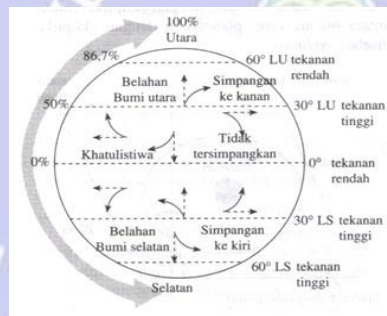 100%
Utara
86,7%
60° LU tekanan
rendah
Belahan
Bumi utara
Simpangan
ke kanan
50%
30° LU tekanan
tinggi
Khatulistiwa
Tidak
tersimpangkan
0%
0° tekanan
rendah
30° LS tekanan
tinggi
Belahan
Bumi selatan
Simpangan
ke kiri
60° LS tekanan
tinggi
Selatan